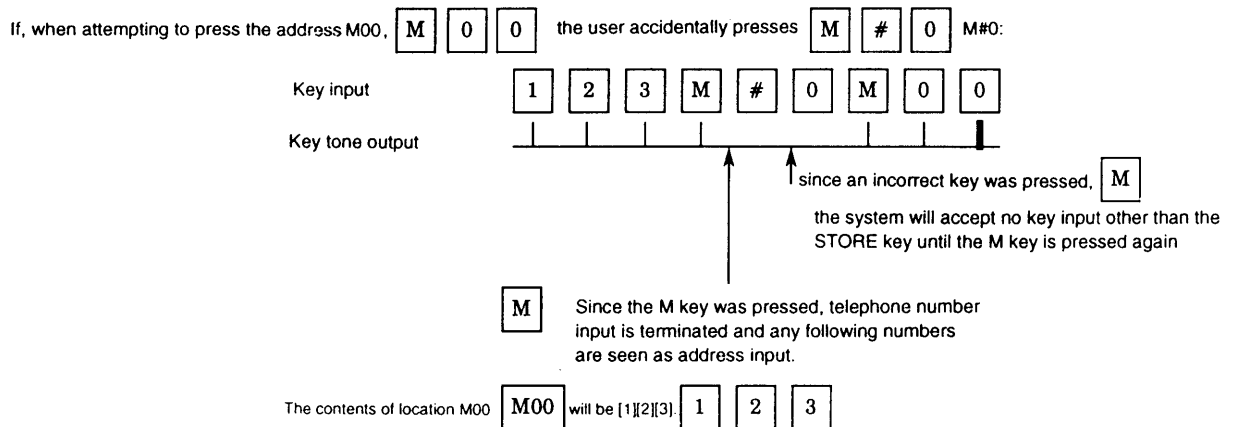 If, when attempting to press the address M00, M 0 0 the user accidentally presses M # 0 M#0:
Key input 1 2 3 M # 0 M 0 0
Key tone output
since an incorrect key was pressed, M
the system will accept no key input other than the
STORE key until the M key is pressed again
M Since the M key was pressed, telephone number
input is terminated and any following numbers
are seen as address input.
The contents of location M00 M00 will be [1][2][3]. 1 2 3